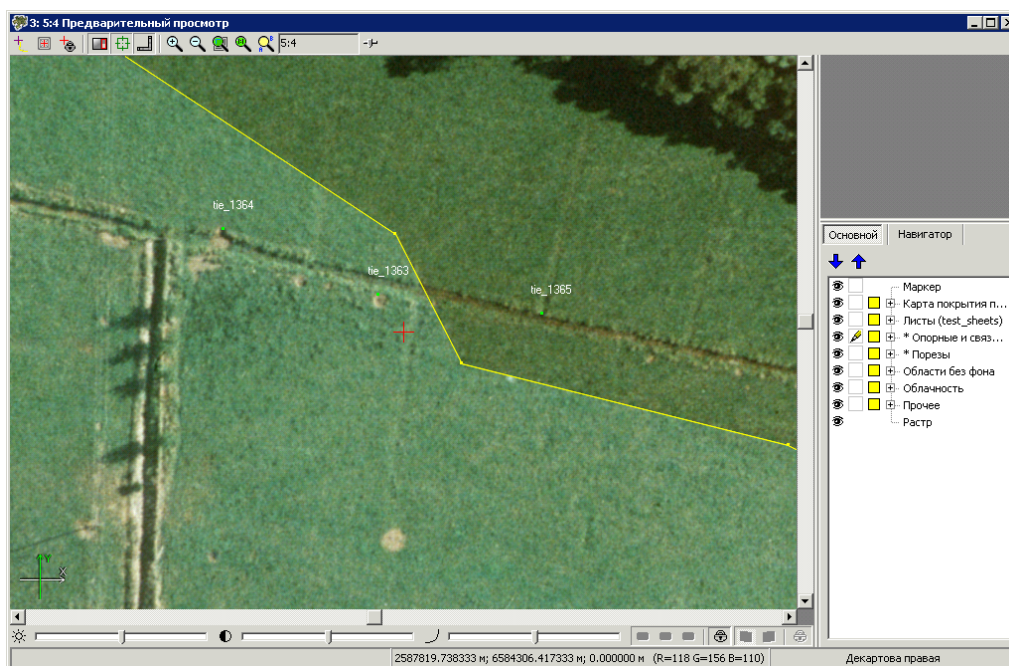 3: 5:4 Предварительный просмотр
5:4
tie_1364
tie_1363
tie_1365
Y
X
Основной
Навигатор
Маркер
Карта покрытия п...
Листы (test_sheets)
* Опорные и связ...
* Порезы
Области без фона
Облачность
Прочее
Растр
2587819.738333 м; 6584306.417333 м; 0.000000 м (R=118 G=156 B=110)
Декартова правая